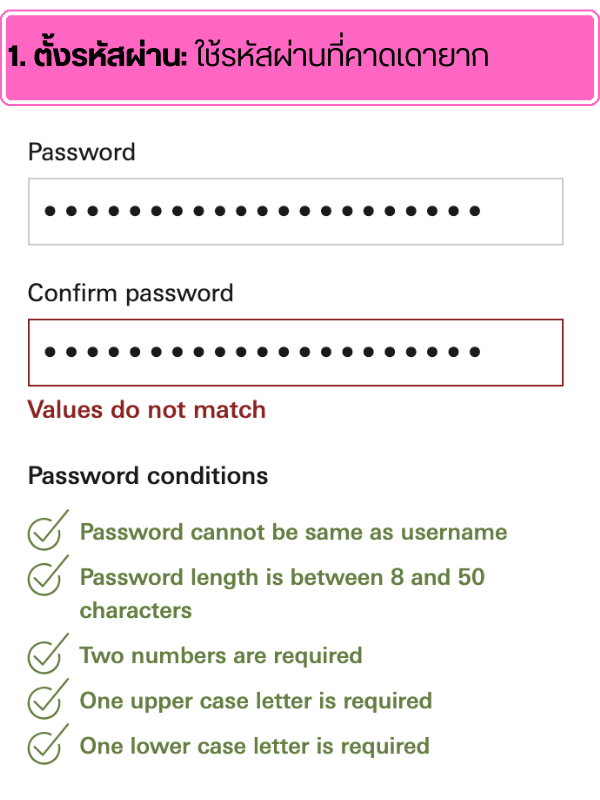 1. ตั้งรหัสผ่าน: ใช้รหัสผ่านที่คาดเดายาก
Password
•••••••••••••••••••••
Confirm password
•••••••••••••••••••••
Values do not match
Password conditions
Password cannot be same as username
Password length is between 8 and 50
characters
Two numbers are required
One upper case letter is required
One lower case letter is required